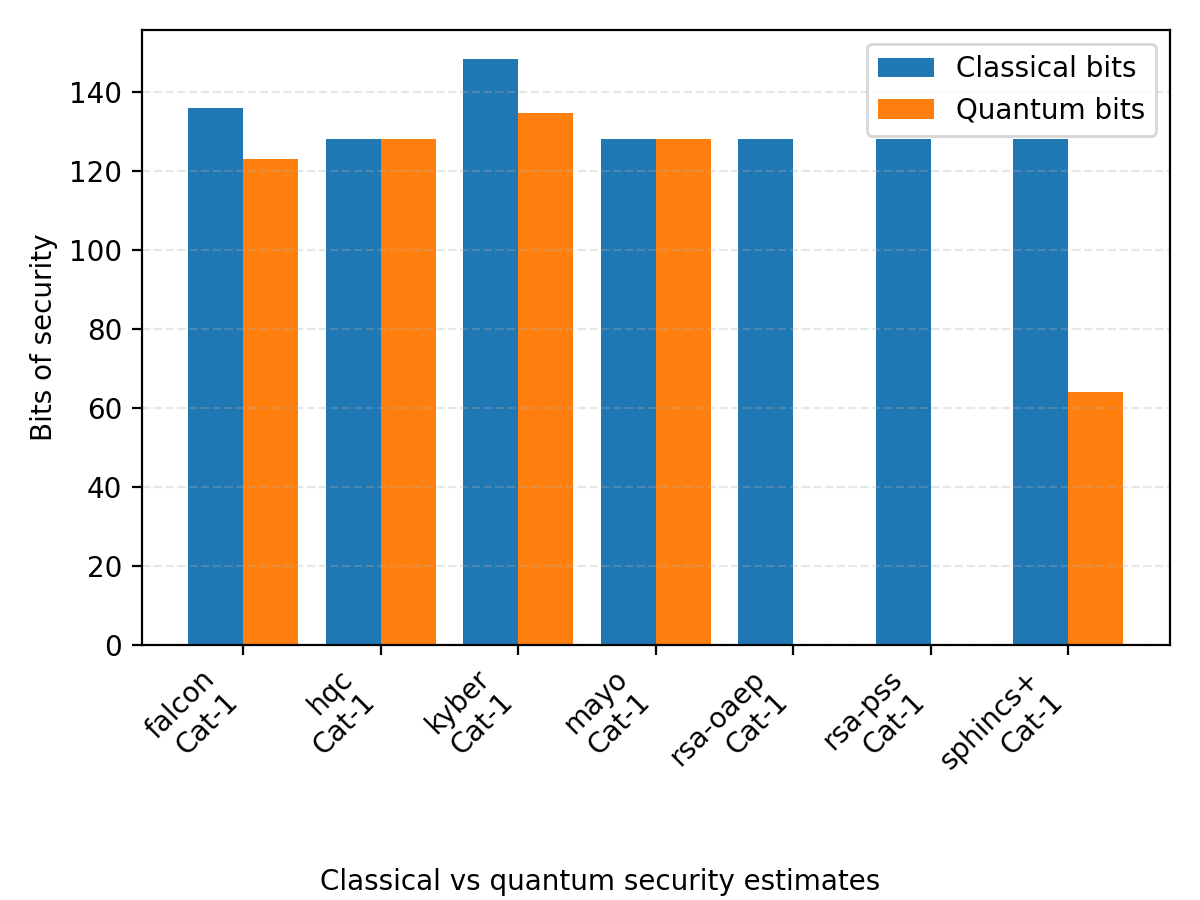 Classical bits
Quantum bits
Bits of security
140
120
100
80
60
40
20
0
falcon
Cat-1
hqc
Cat-1
kyber
Cat-1
mayo
Cat-1
rsa-oaep
Cat-1
rsa-pss
Cat-1
sphincs+
Cat-1
Classical vs quantum security estimates